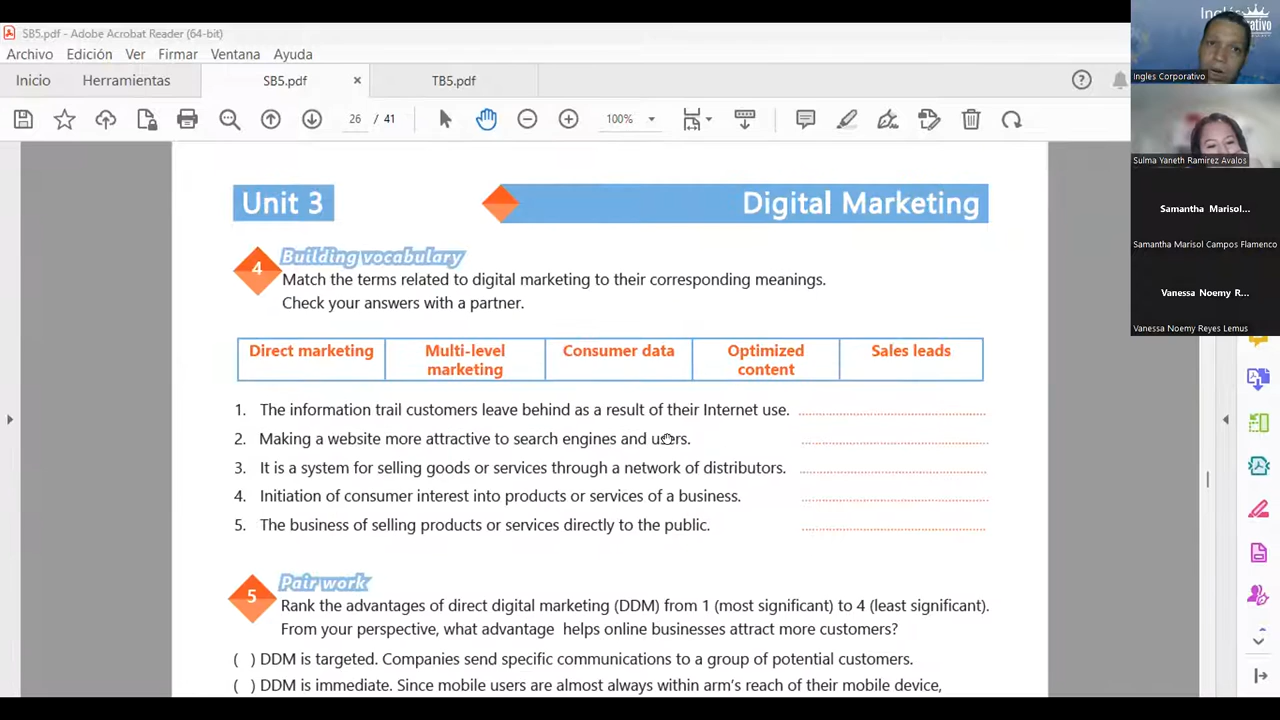 SB5.pdf - Adobe Acrobat Reader (64-bit)
Archivo Edición Ver Firmar Ventana Ayuda
Inicio Herramientas SB5.pdf × TB5.pdf
26 / 41 100%
Unit 3 Digital Marketing
4 Building vocabulary
Match the terms related to digital marketing to their corresponding meanings.
Check your answers with a partner.
Direct marketing
Multi-level
marketing
Consumer data
Optimized
content
Sales leads
1. The information trail customers leave behind as a result of their Internet use.
2. Making a website more attractive to search engines and users.
3. It is a system for selling goods or services through a network of distributors.
4. Initiation of consumer interest into products or services of a business.
5. The business of selling products or services directly to the public.
5 Pair work
Rank the advantages of direct digital marketing (DDM) from 1 (most significant) to 4 (least significant).
From your perspective, what advantage helps online businesses attract more customers?
( ) DDM is targeted. Companies send specific communications to a group of potential customers.
( ) DDM is immediate. Since mobile users are almost always within arm's reach of their mobile device,
Ingles Corporativo
Sulma Yaneth Ramirez Avalos
Samantha Marisol...
Samantha Marisol Campos Flamenco
Vanessa Noemy R...
Vanessa Noemy Reyes Lemus